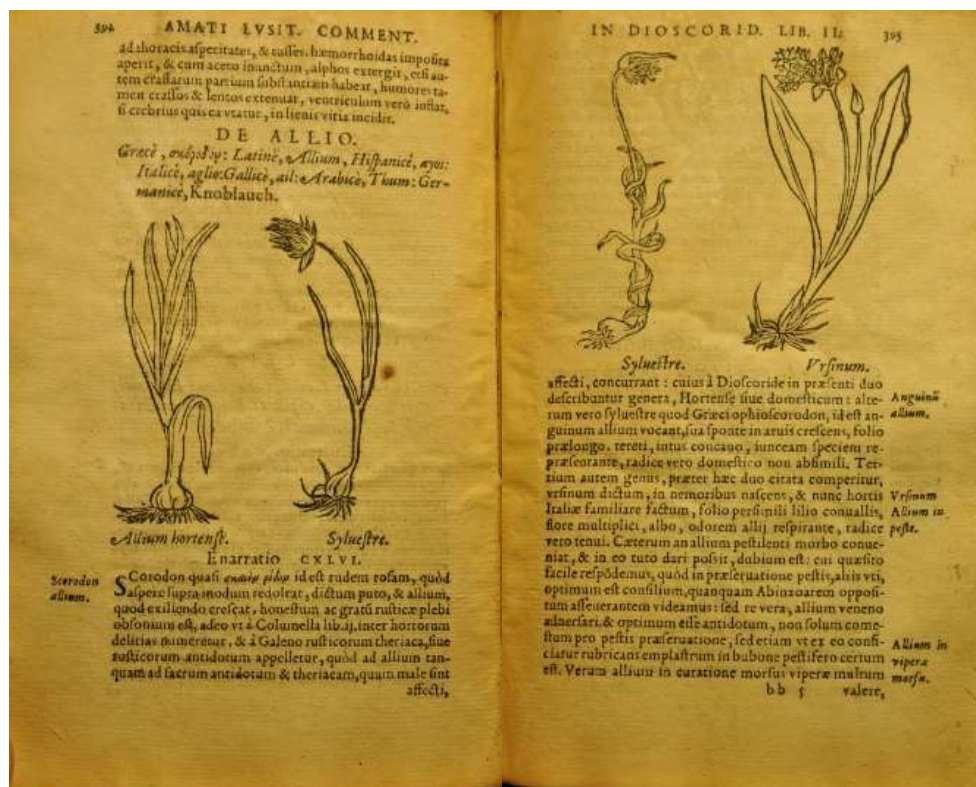 394 AMATI LVSIT. COMMENT.
ad thoracis asperitates, & tusses. hæmorrhoidas imposita
aperit, & cum aceto inunctum, alphos extergit, etsi au-
tem crassarum partium substantiam habeat, humores ta-
men crassos & lentos extenuat, ventriculum verò inflat,
si crebrius quis ea vtatur, in lienis vitia incidit.
DE ALLIO.
Græcè, σκόροδον: Latinè, Allium, Hispanicè, ayos:
Italicè, aglio: Gallicè, ail: Arabicè, Thum: Ger-
manicè, Knoblauch.
Allium hortense. Syluestre.
Enarratio CXLVI.
Scorodon
allium.
SCorodon quasi σκαιὸν ῥόδον id est rudem rosam, quòd
aspere supra modum redoleat, dictum puto, & allium,
quod exiliendo crescat, honestum ac gratū rusticæ plebi
obsonium est, adeo vt à Columella lib.ij. inter hortorum
delitias numeretur, & à Galeno rusticorum theriaca, siue
rusticorum antidotum appelletur, quòd ad allium tan-
quam ad sacrum antidotum & theriacam, quum male sint
affecti,
IN DIOSCORID. LIB. II. 395
Syluestre. Vrsinum.
affecti, concurrant: cuius à Dioscoride in præsenti duo
describuntur genera, Hortense siue domesticum: alte-
rum vero syluestre quod Græci ophioscorodon, id est an-
guinum allium vocant, sua sponte in aruis crescens, folio
prælongo, tereti, intus concauo, iunceam speciem re-
præsentante, radice vero domestico non absimili. Ter-
tium autem genus, præter hæc duo citata comperitur,
vrsinum dictum, in nemoribus nascens, & nunc hortis
Italiæ familiare factum, folio persimili lilio conuallis,
flore multiplici, albo, odorem allij respirante, radice
vero tenui. Cæterum an allium pestilenti morbo conue-
niat, & in eo tuto dari possit, dubium est: cui quæsito
facile respōdemus, quòd in præseruatione pestis, aliis vti,
optimum est consilium, quanquam Abinzoarem opposi-
tum asseuerantem videamus: sed re vera, allium veneno
aduersari, & optimum esse antidotum, non solum come-
stum pro pestis præseruatione, sed etiam vt ex eo confi-
ciatur rubricans emplastrum in bubone pestifero certum
est. Verum allium in curatione morsus viperæ multum
bb 5 valere,
Anguinū
allium.
Vrsinum
Allium in
peste.
Allium in
viperæ
morsu.